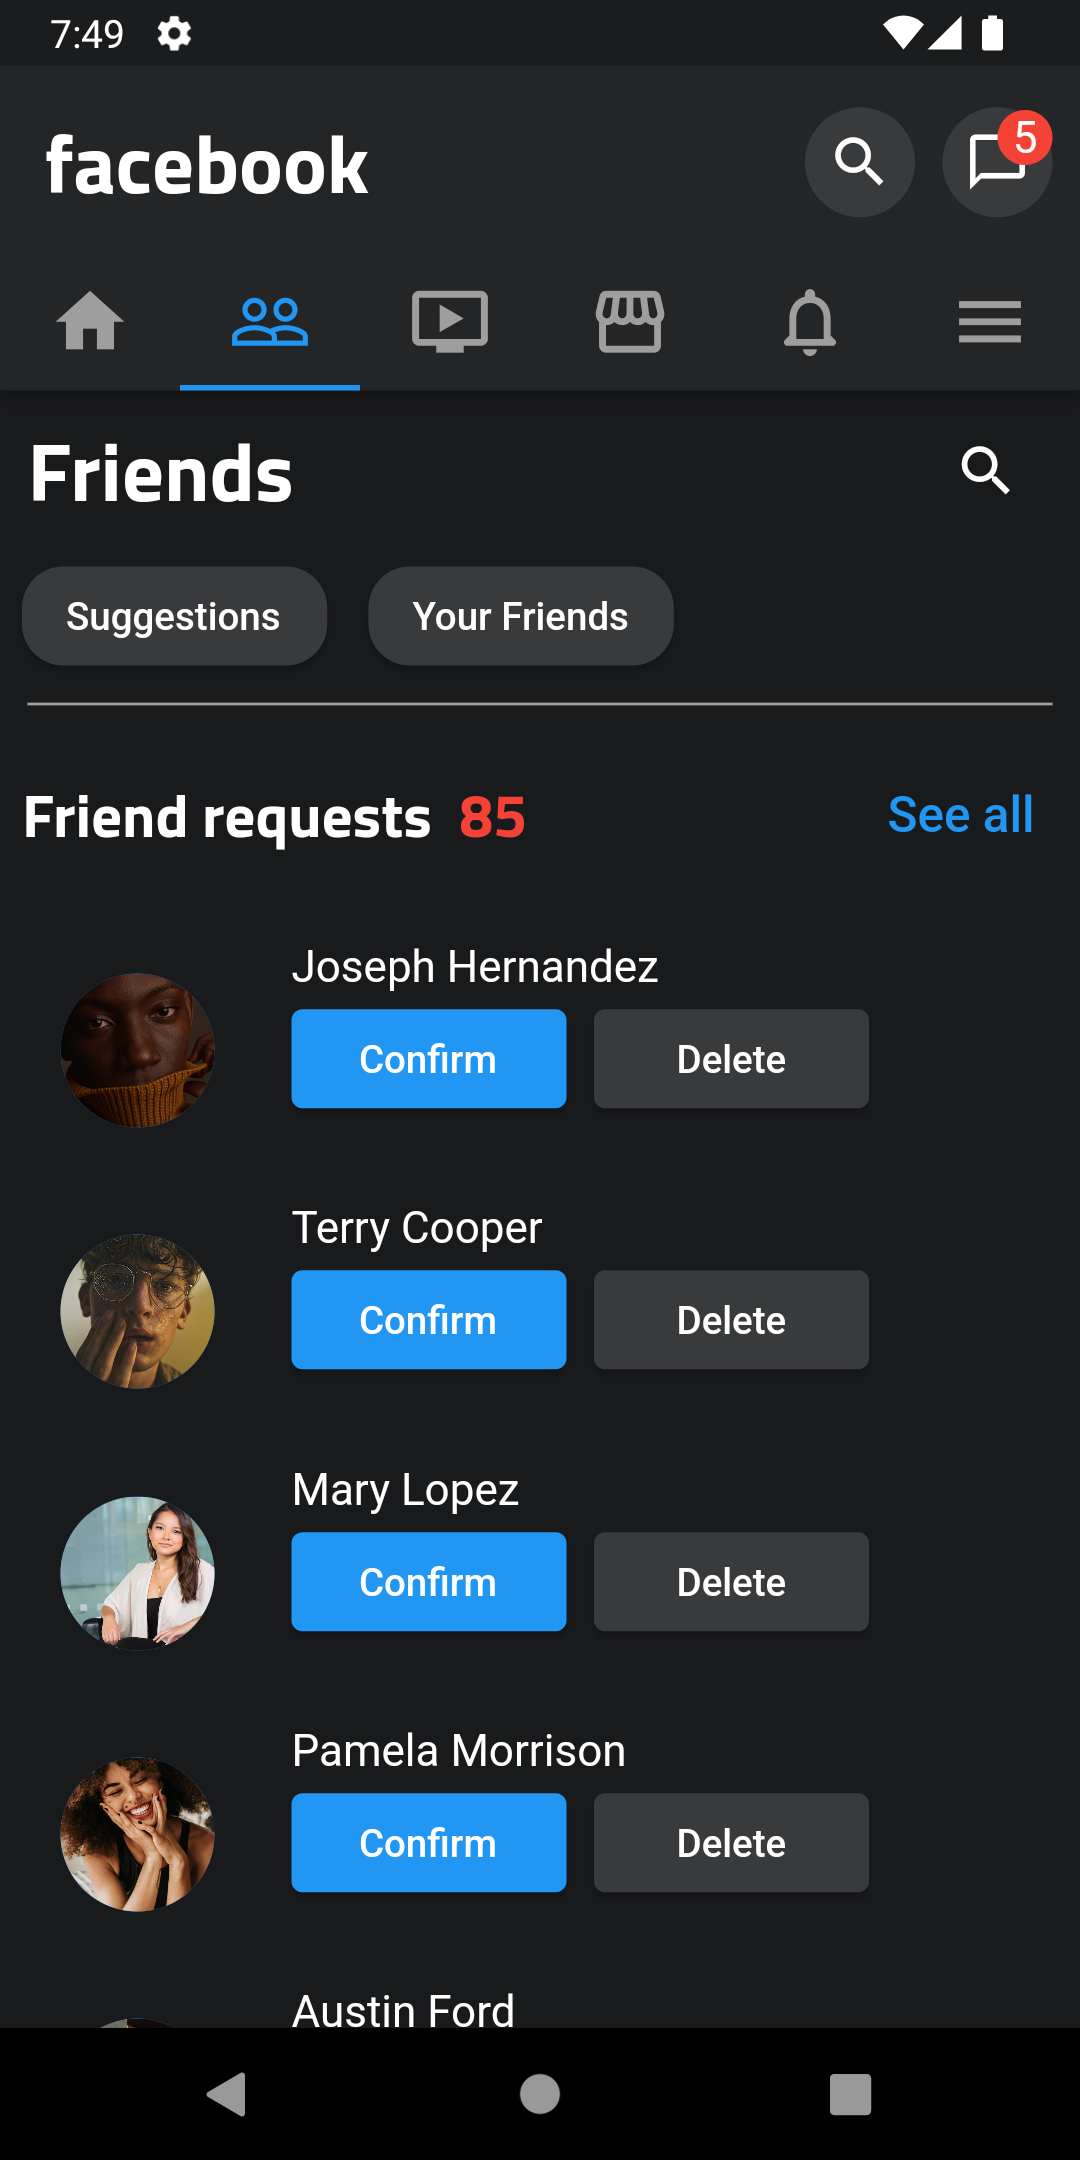 7:49
facebook
5
Friends
Suggestions Your Friends
Friend requests 85 See all
Joseph Hernandez
Confirm Delete
Terry Cooper
Confirm Delete
Mary Lopez
Confirm Delete
Pamela Morrison
Confirm Delete
Austin Ford